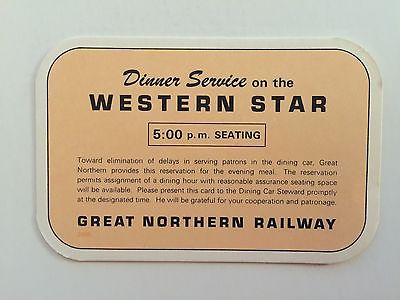 Dinner Service on the
WESTERN STAR
5:00 p.m. SEATING
Toward elimination of delays in serving patrons in the dining car, Great
Northern provides this reservation for the evening meal. The reservation
permits assignment of a dining hour with reasonable assurance seating space
will be available. Please present this card to the Dining Car Steward promptly
at the designated time. He will be grateful for your cooperation and patronage.
GREAT NORTHERN RAILWAY